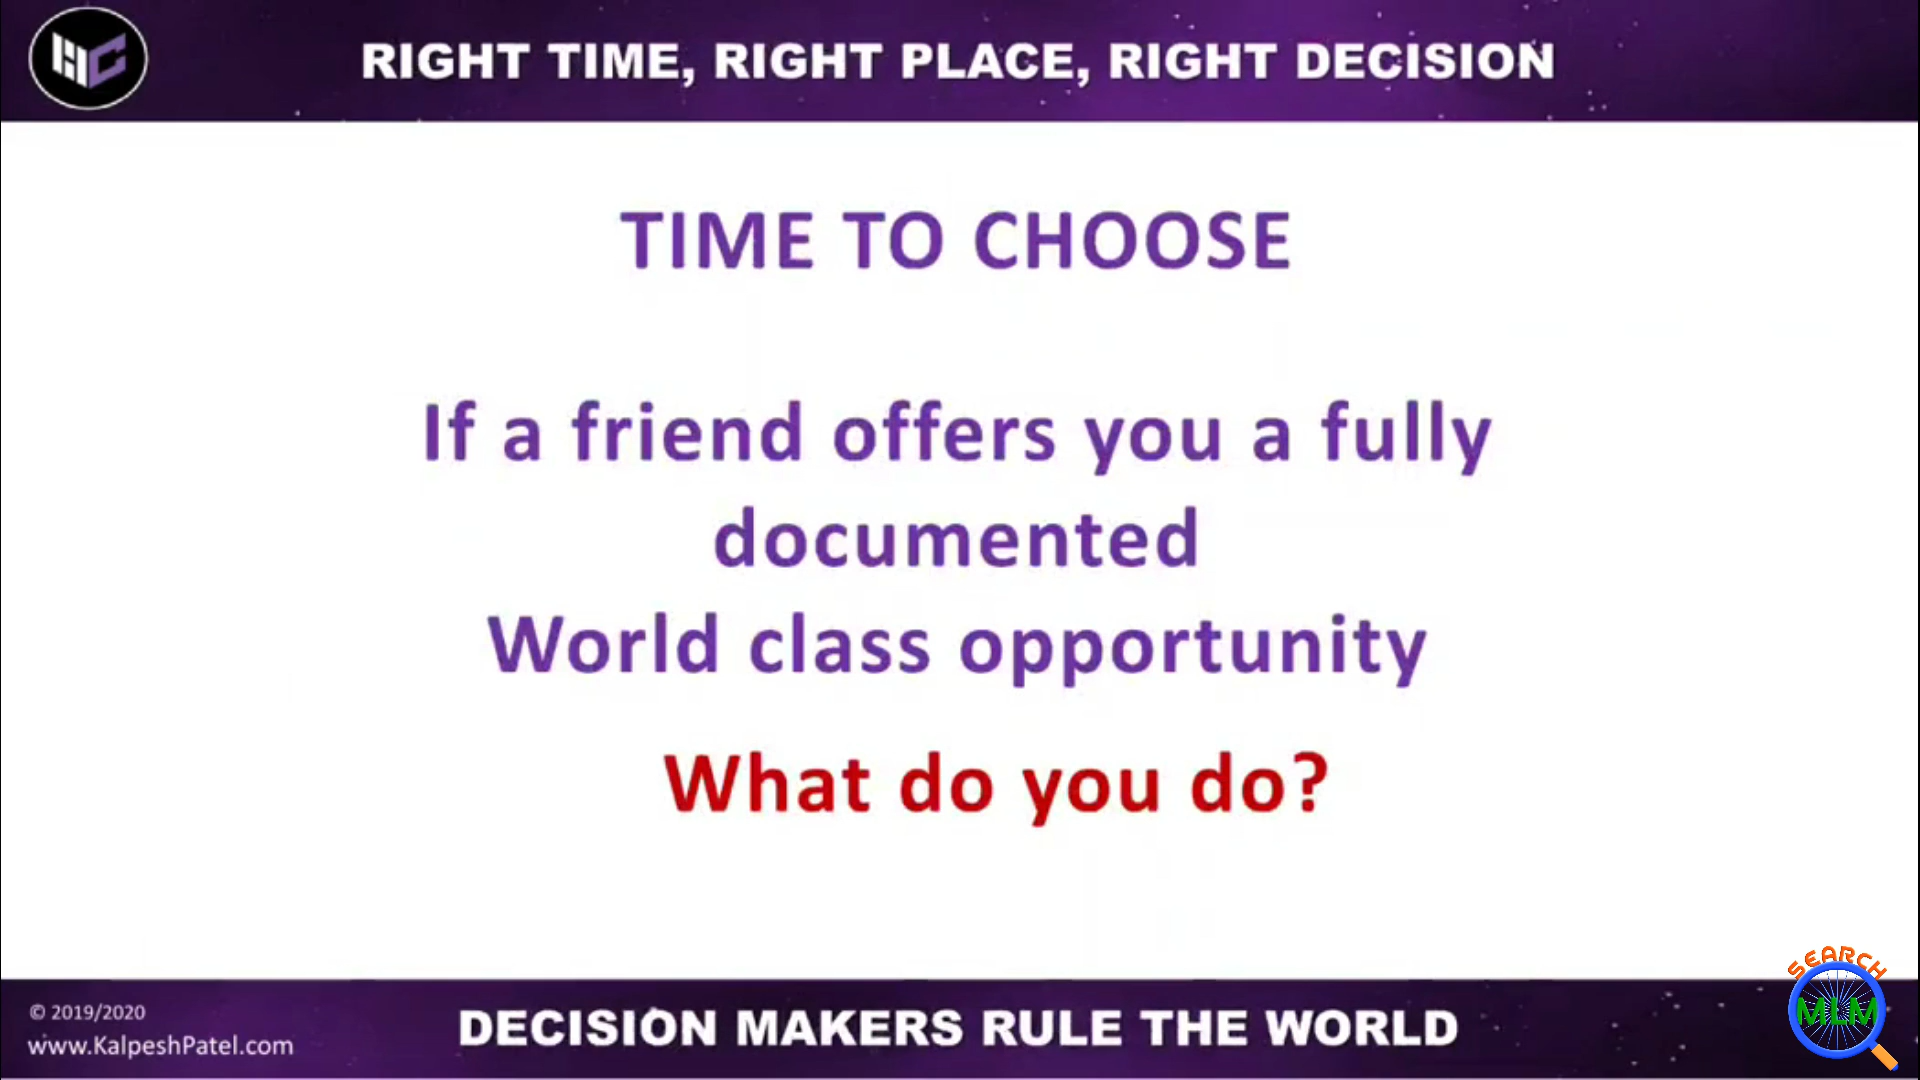 HC
RIGHT TIME, RIGHT PLACE, RIGHT DECISION
TIME TO CHOOSE
If a friend offers you a fully
documented
World class opportunity
What do you do?
© 2019/2020
www.KalpeshPatel.com
DECISION MAKERS RULE THE WORLD
SEARCH
MLM